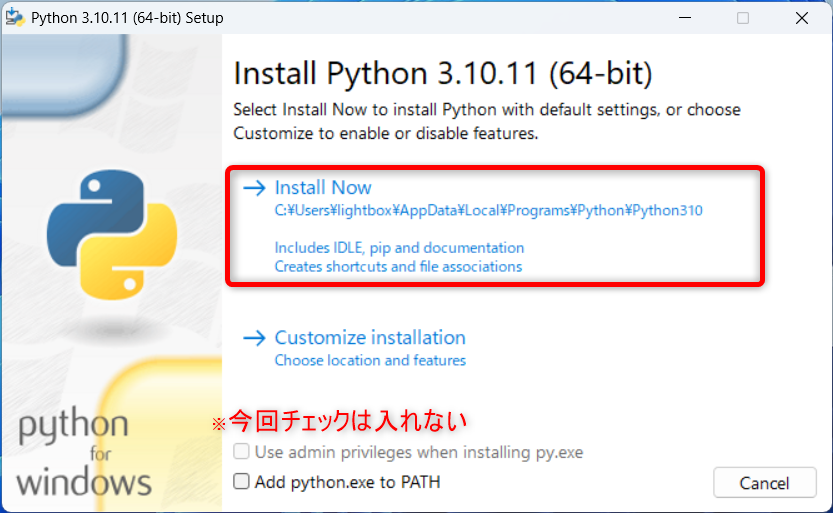 Python 3.10.11 (64-bit) Setup
Install Python 3.10.11 (64-bit)
Select Install Now to install Python with default settings, or choose
Customize to enable or disable features.
→ Install Now
C:¥Users¥lightbox¥AppData¥Local¥Programs¥Python¥Python310
Includes IDLE, pip and documentation
Creates shortcuts and file associations
→ Customize installation
Choose location and features
※今回チェックは入れない
Use admin privileges when installing py.exe
Add python.exe to PATH
Cancel
python
for
windows